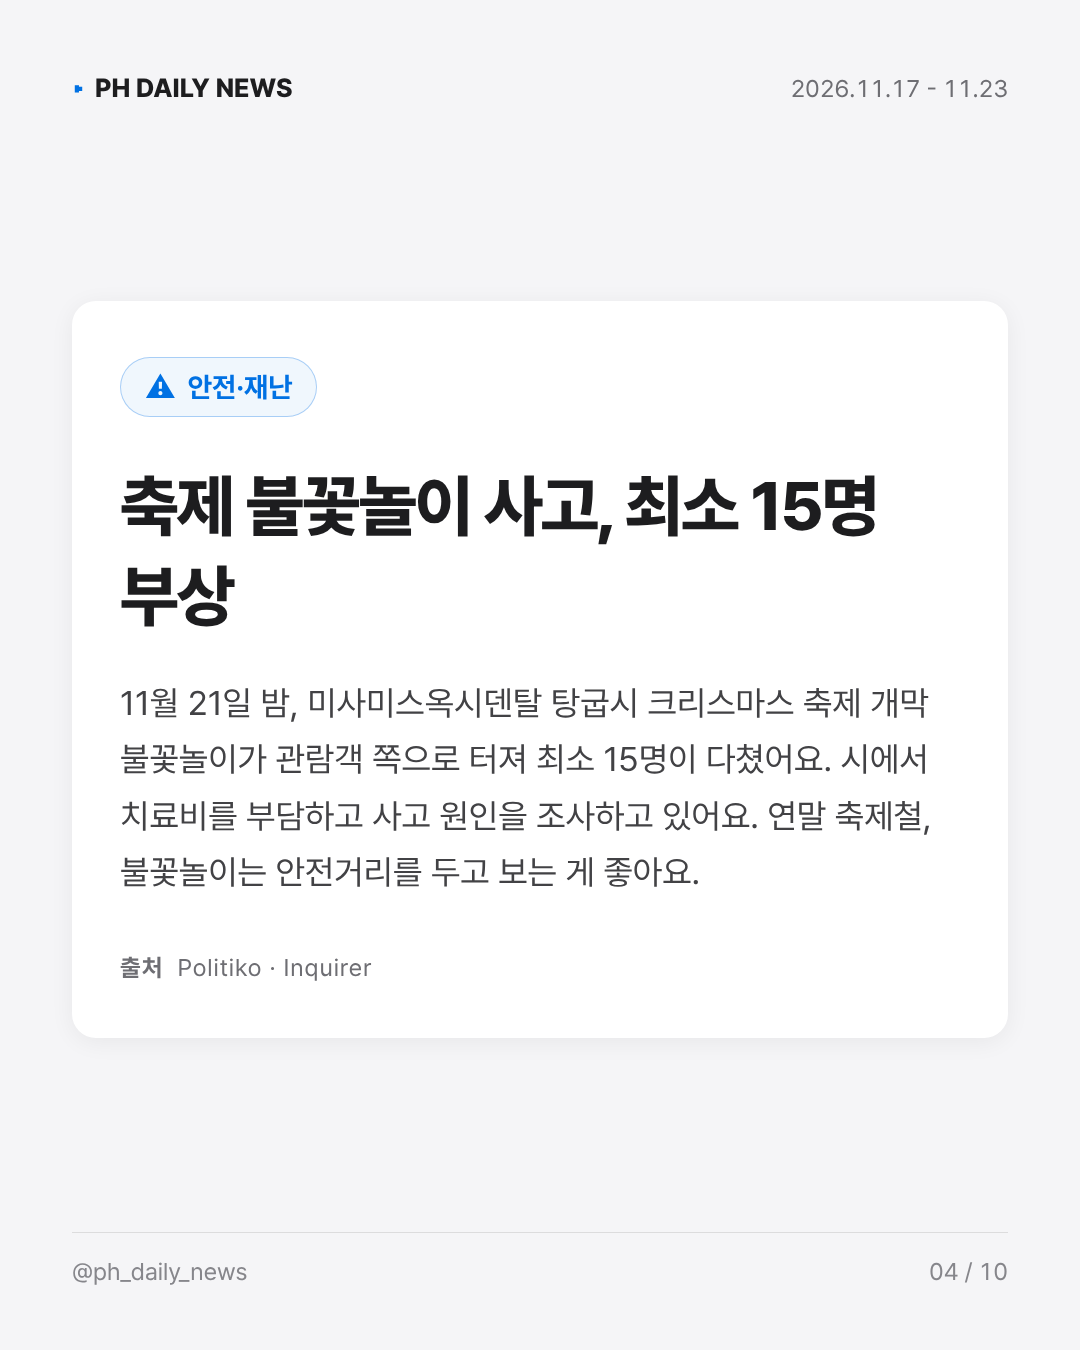 PH DAILY NEWS
2026.11.17 - 11.23
안전·재난
축제 불꽃놀이 사고, 최소 15명
부상
11월 21일 밤, 미사미스옥시덴탈 탕굽시 크리스마스 축제 개막
불꽃놀이가 관람객 쪽으로 터져 최소 15명이 다쳤어요. 시에서
치료비를 부담하고 사고 원인을 조사하고 있어요. 연말 축제철,
불꽃놀이는 안전거리를 두고 보는 게 좋아요.
출처 Politiko · Inquirer
@ph_daily_news
04 / 10